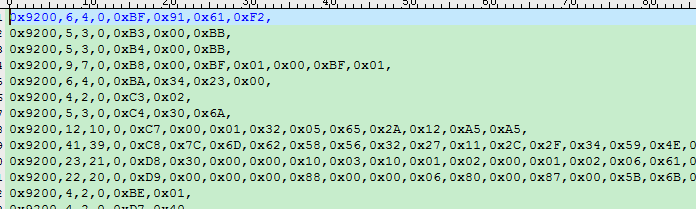 0 10 20 30 40 50 60 70 80
0x9200,6,4,0,0xBF,0x91,0x61,0xF2,
0x9200,5,3,0,0xB3,0x00,0xBB,
0x9200,5,3,0,0xB4,0x00,0xBB,
0x9200,9,7,0,0xB8,0x00,0xBF,0x01,0x00,0xBF,0x01,
0x9200,6,4,0,0xBA,0x34,0x23,0x00,
0x9200,4,2,0,0xC3,0x02,
0x9200,5,3,0,0xC4,0x30,0x6A,
0x9200,12,10,0,0xC7,0x00,0x01,0x32,0x05,0x65,0x2A,0x12,0xA5,0xA5,
0x9200,41,39,0,0xC8,0x7C,0x6D,0x62,0x58,0x56,0x32,0x27,0x11,0x2C,0x2F,0x34,0x59,0x4E,0
0x9200,23,21,0,0xD8,0x30,0x00,0x00,0x10,0x03,0x10,0x01,0x02,0x00,0x01,0x02,0x06,0x61,0
0x9200,22,20,0,0xD9,0x00,0x00,0x00,0x88,0x00,0x00,0x06,0x80,0x00,0x87,0x00,0x5B,0x6B,0
0x9200,4,2,0,0xBE,0x01,
0x9200,4,2,0,0xD7,0x40,